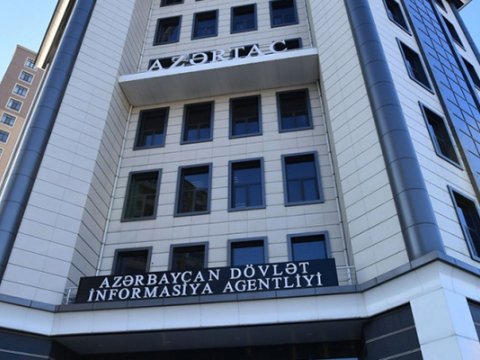 AZƏRTAC
AZƏRBAYCAN DÖVLƏT
İNFORMASİYA AGENTLİYİ